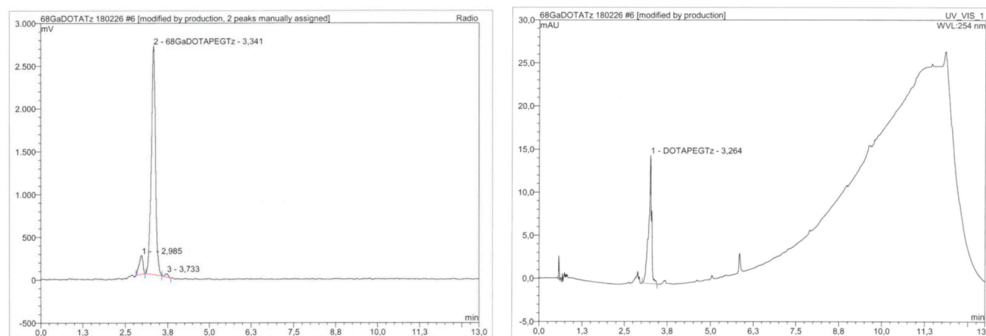 68GaDOTATz 180226 #6 [modified by production, 2 peaks manually assigned] Radio
3.000
mV
2.500
2.000
1.500
1.000
500
0
-500
2 - 68GaDOTAPEGTz - 3,341
1 - - 2,985
3 - 3,733
min
0,0 1,3 2,5 3,8 5,0 6,3 7,5 8,8 10,0 11,3 13,0
68GaDOTATz 180226 #6 [modified by production] UV_VIS_1
30,0
mAU
WVL:254 nm
25,0
20,0
15,0
10,0
5,0
0,0
-5,0
1 - DOTAPEGTz - 3,264
min
0,0 1,3 2,5 3,8 5,0 6,3 7,5 8,8 10,0 11,3 13,0